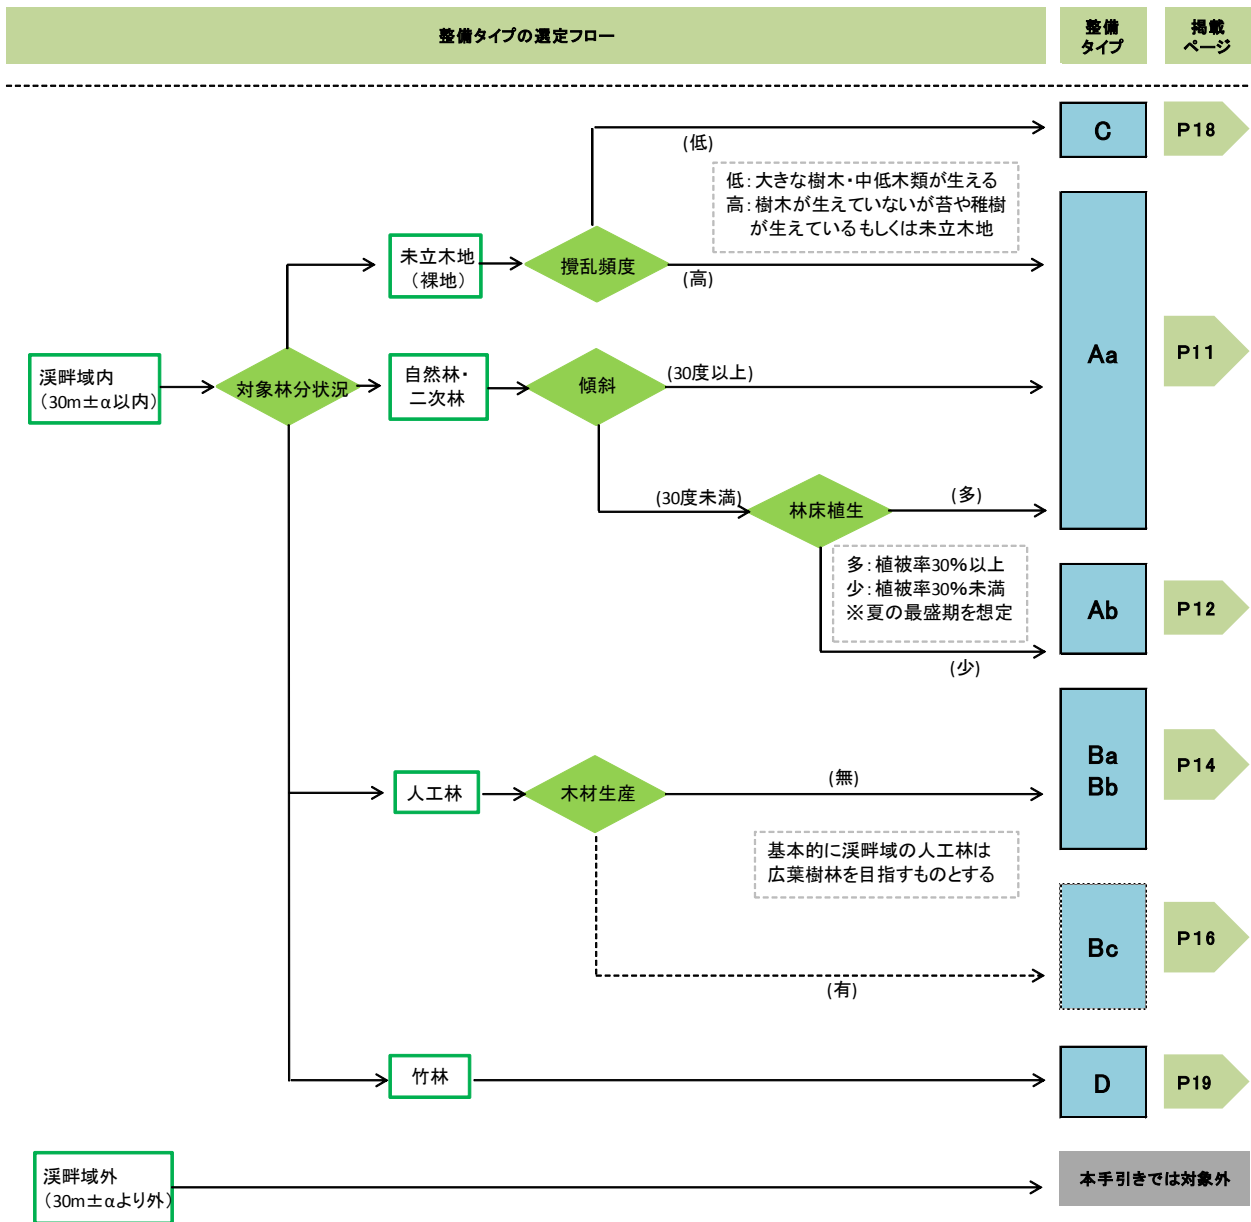 整備タイプの選定フロー
整備
タイプ
掲載
ページ
(低)
C
P18
低：大きな樹木・中低木類が生える
高：樹木が生えていないが苔や稚樹
が生えているもしくは未立木地
未立木地
（裸地）
攪乱頻度
(高)
Aa
P11
渓畔域内
（30m±α以内）
対象林分状況
自然林・
二次林
傾斜
(30度以上)
(30度未満)
林床植生
(多)
多：植被率30%以上
少：植被率30%未満
※夏の最盛期を想定
(少)
Ab
P12
人工林
木材生産
(無)
Ba
Bb
P14
基本的に渓畔域の人工林は
広葉樹林を目指すものとする
(有)
Bc
P16
竹林
D
P19
渓畔域外
（30m±αより外）
本手引きでは対象外